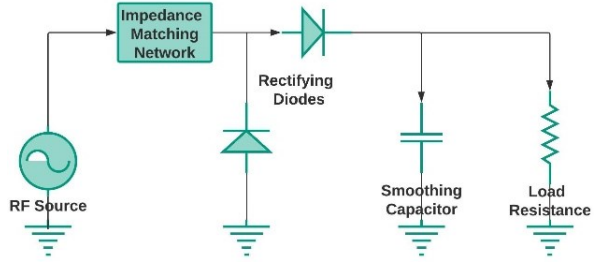 Impedance
Matching
Network
Rectifying
Diodes
RF Source
Smoothing
Capacitor
Load
Resistance